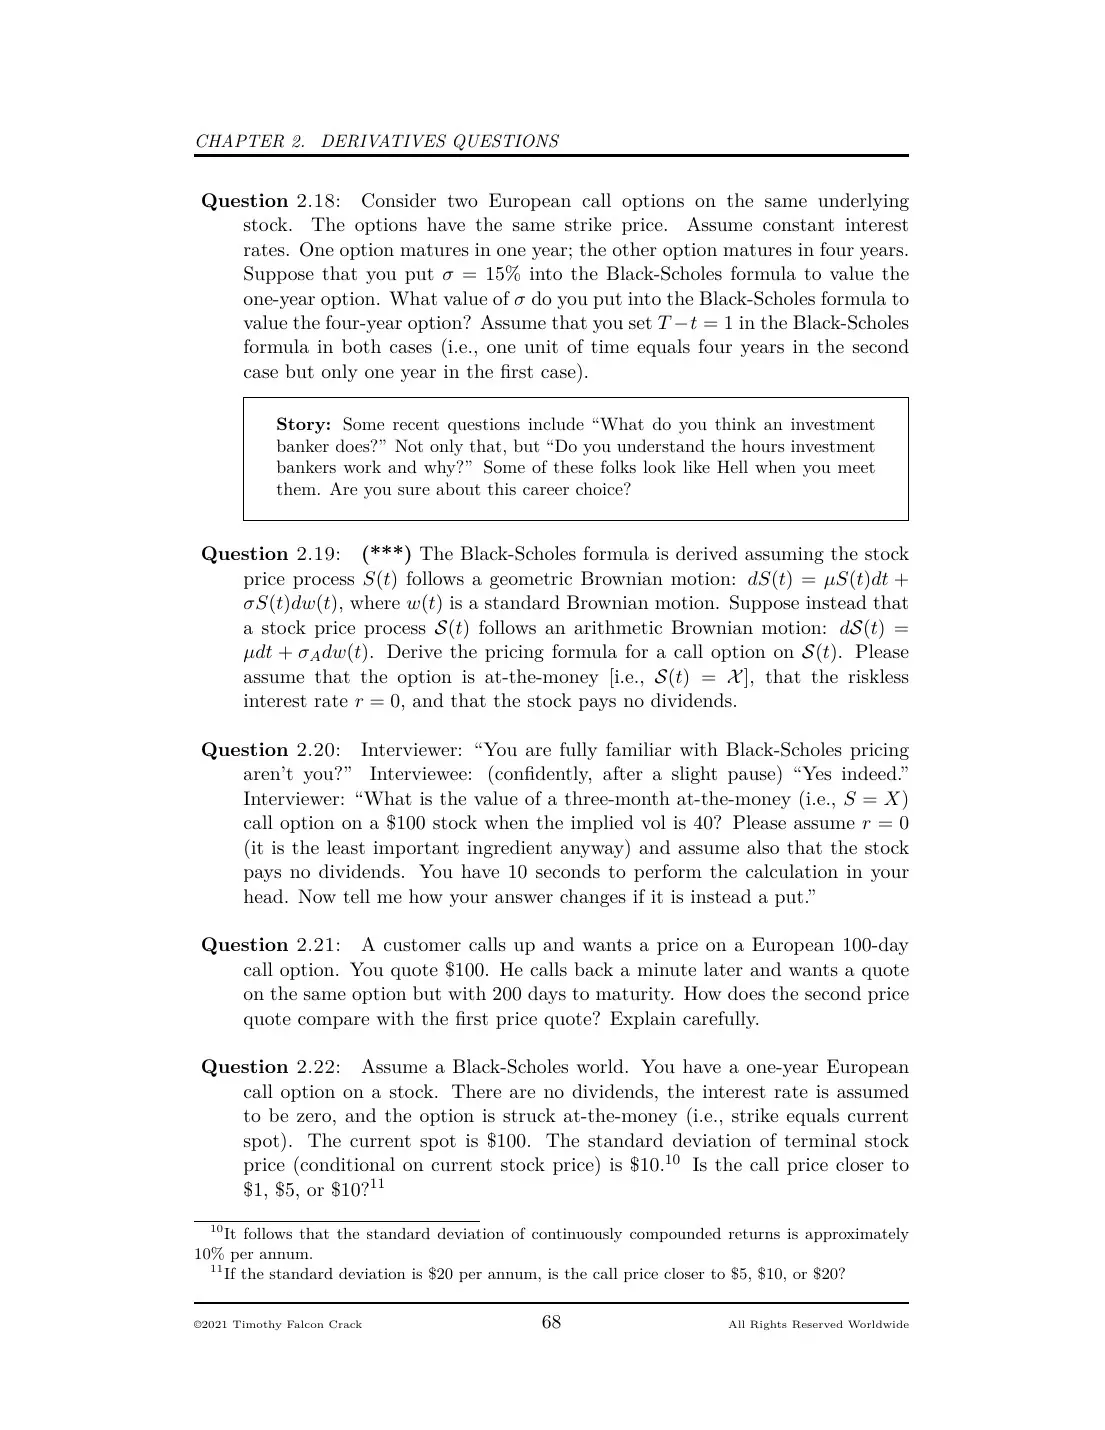 CHAPTER 2. DERIVATIVES QUESTIONS
Question 2.18: Consider two European call options on the same underlying
stock. The options have the same strike price. Assume constant interest
rates. One option matures in one year; the other option matures in four years.
Suppose that you put σ = 15% into the Black-Scholes formula to value the
one-year option. What value of σ do you put into the Black-Scholes formula to
value the four-year option? Assume that you set T−t = 1 in the Black-Scholes
formula in both cases (i.e., one unit of time equals four years in the second
case but only one year in the first case).
Story: Some recent questions include “What do you think an investment
banker does?” Not only that, but “Do you understand the hours investment
bankers work and why?” Some of these folks look like Hell when you meet
them. Are you sure about this career choice?
Question 2.19: (***) The Black-Scholes formula is derived assuming the stock
price process S(t) follows a geometric Brownian motion: dS(t) = μS(t)dt +
σS(t)dw(t), where w(t) is a standard Brownian motion. Suppose instead that
a stock price process 𝒮(t) follows an arithmetic Brownian motion: d𝒮(t) =
μdt + σ_A dw(t). Derive the pricing formula for a call option on 𝒮(t). Please
assume that the option is at-the-money [i.e., 𝒮(t) = 𝒳], that the riskless
interest rate r = 0, and that the stock pays no dividends.
Question 2.20: Interviewer: “You are fully familiar with Black-Scholes pricing
aren’t you?” Interviewee: (confidently, after a slight pause) “Yes indeed.”
Interviewer: “What is the value of a three-month at-the-money (i.e., S = X)
call option on a $100 stock when the implied vol is 40? Please assume r = 0
(it is the least important ingredient anyway) and assume also that the stock
pays no dividends. You have 10 seconds to perform the calculation in your
head. Now tell me how your answer changes if it is instead a put.”
Question 2.21: A customer calls up and wants a price on a European 100-day
call option. You quote $100. He calls back a minute later and wants a quote
on the same option but with 200 days to maturity. How does the second price
quote compare with the first price quote? Explain carefully.
Question 2.22: Assume a Black-Scholes world. You have a one-year European
call option on a stock. There are no dividends, the interest rate is assumed
to be zero, and the option is struck at-the-money (i.e., strike equals current
spot). The current spot is $100. The standard deviation of terminal stock
price (conditional on current stock price) is $10.¹⁰ Is the call price closer to
$1, $5, or $10?¹¹
¹⁰It follows that the standard deviation of continuously compounded returns is approximately
10% per annum.
¹¹If the standard deviation is $20 per annum, is the call price closer to $5, $10, or $20?
©2021 Timothy Falcon Crack 68 All Rights Reserved Worldwide